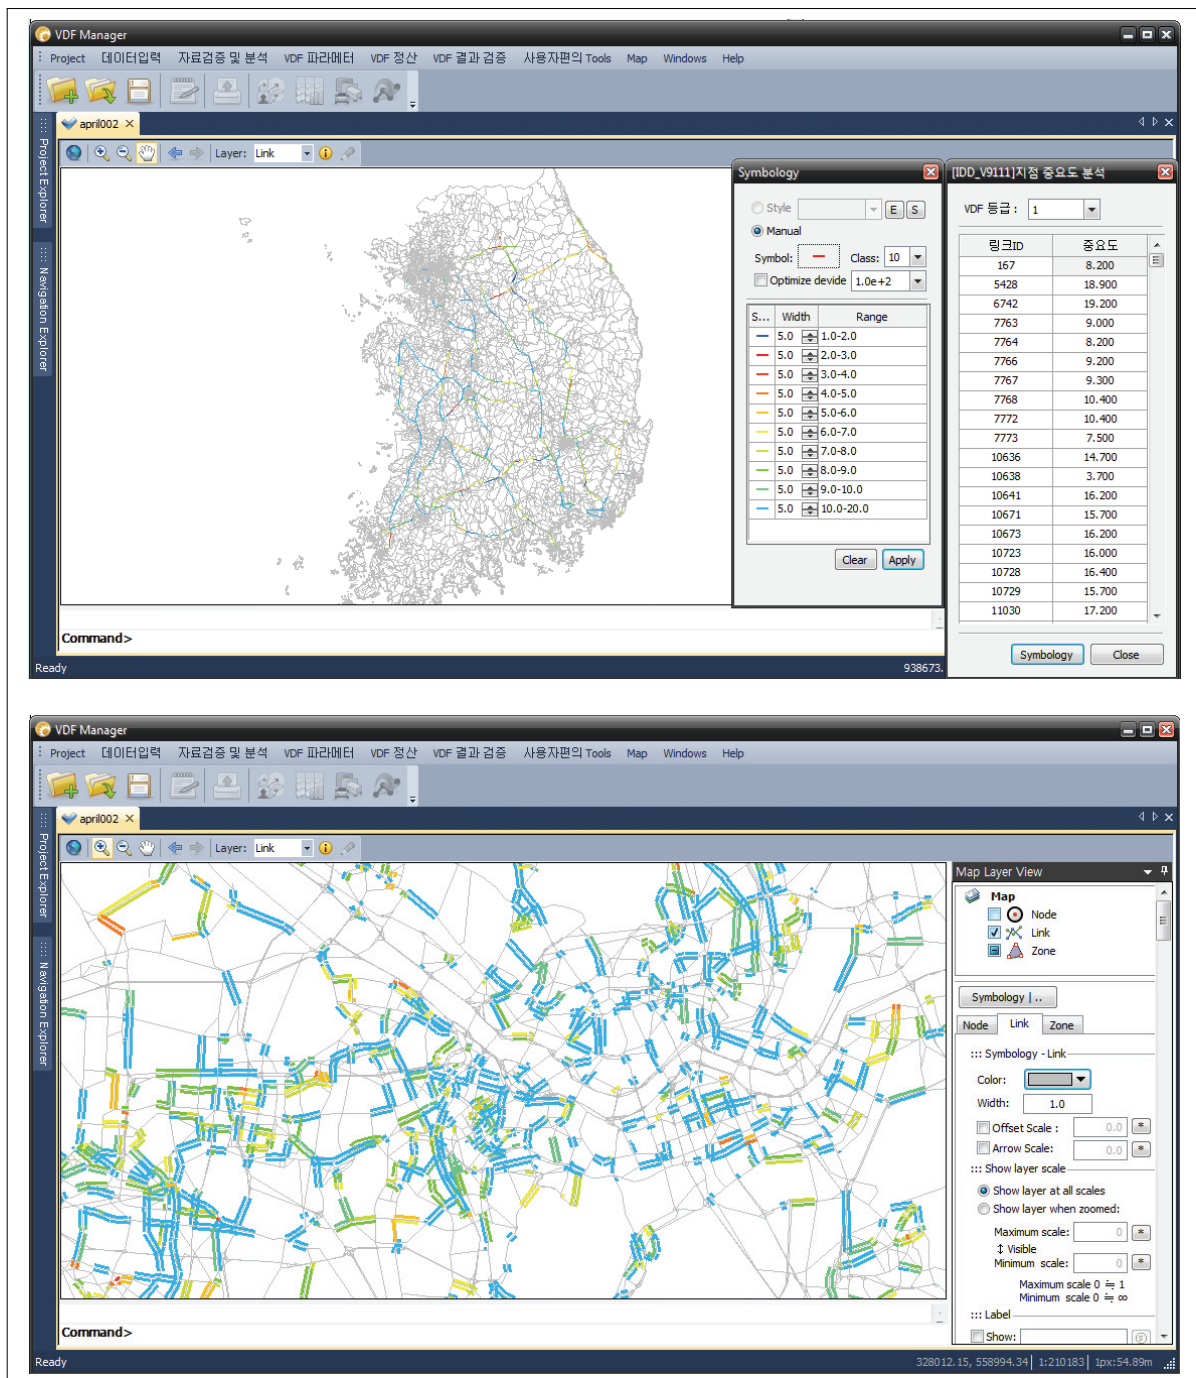 VDF Manager
Project 데이터입력 자료검증 및 분석 VDF 파라메터 VDF 정산 VDF 결과 검증 사용자편의 Tools Map Windows Help
april002
Layer: Link
Project Explorer
Navigation Explorer
Symbology
Style E S
Manual
Symbol: Class: 10
Optimize devide 1.0e+2
S... Width Range
5.0 1.0-2.0
5.0 2.0-3.0
5.0 3.0-4.0
5.0 4.0-5.0
5.0 5.0-6.0
5.0 6.0-7.0
5.0 7.0-8.0
5.0 8.0-9.0
5.0 9.0-10.0
5.0 10.0-20.0
Clear Apply
[IDD_V9111]지점 중요도 분석
VDF 등급 : 1
링크ID 중요도
167 8.200
5428 18.900
6742 19.200
7763 9.000
7764 8.200
7766 9.200
7767 9.300
7768 10.400
7772 10.400
7773 7.500
10636 14.700
10638 3.700
10641 16.200
10671 15.700
10673 16.200
10723 16.000
10728 16.400
10729 15.700
11030 17.200
Symbology Close
Command>
Ready 938673.
VDF Manager
Project 데이터입력 자료검증 및 분석 VDF 파라메터 VDF 정산 VDF 결과 검증 사용자편의 Tools Map Windows Help
april002
Layer: Link
Project Explorer
Navigation Explorer
Map Layer View
Map
Node
Link
Zone
Symbology | ..
Node Link Zone
::: Symbology - Link
Color:
Width: 1.0
Offset Scale : 0.0 *
Arrow Scale: 0.0 *
::: Show layer scale
Show layer at all scales
Show layer when zoomed:
Maximum scale: 0 *
↕ Visible
Minimum scale: 0 *
Maximum scale 0 ≒ 1
Minimum scale 0 ≒ ∞
::: Label
Show:
Command>
Ready 328012.15, 558994.34 1:210183 1px:54.89m